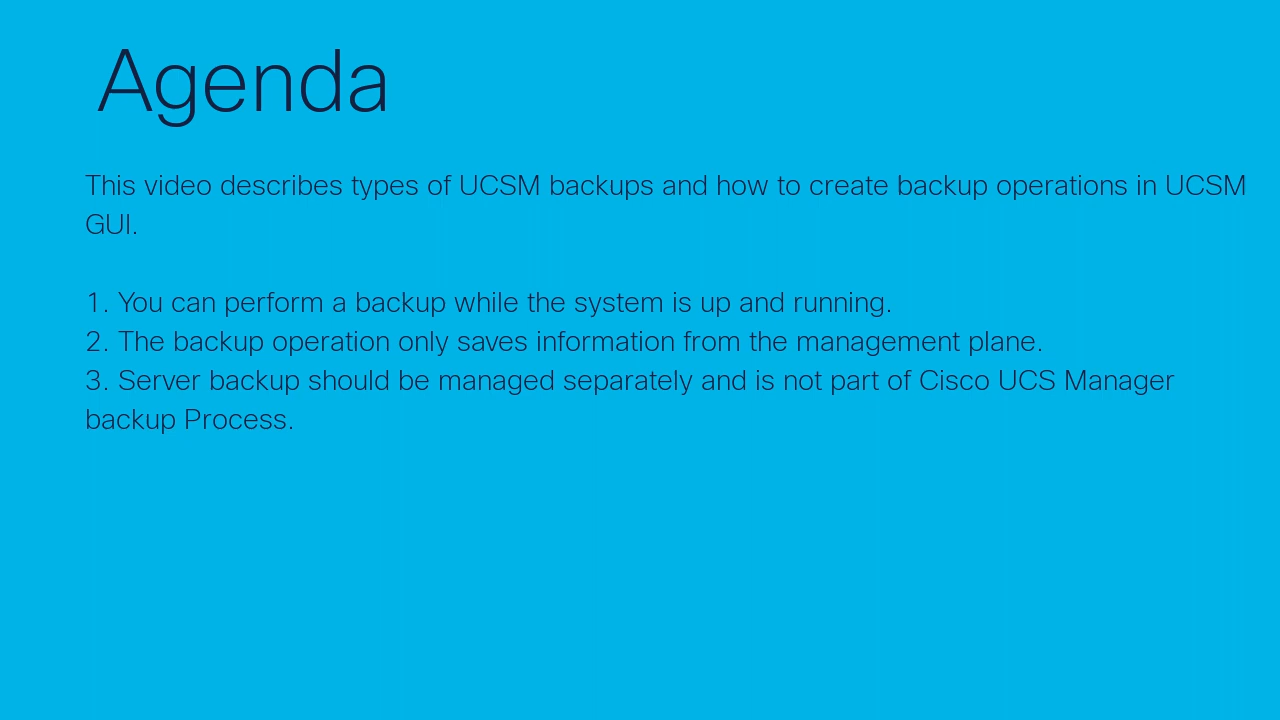 Agenda
This video describes types of UCSM backups and how to create backup operations in UCSM
GUI.
1. You can perform a backup while the system is up and running.
2. The backup operation only saves information from the management plane.
3. Server backup should be managed separately and is not part of Cisco UCS Manager
backup Process.